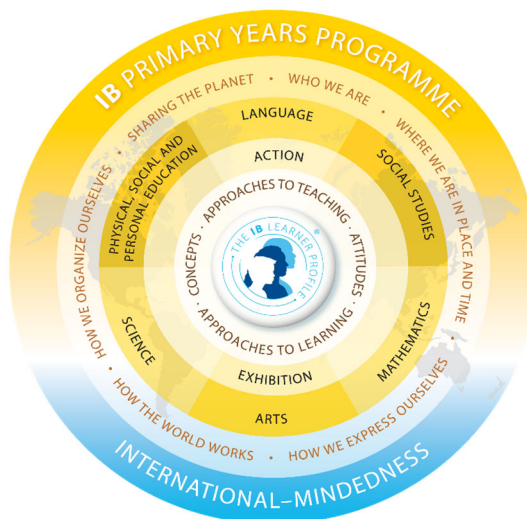 IB PRIMARY YEARS PROGRAMME
SHARING THE PLANET • WHO WE ARE • WHERE WE ARE IN PLACE AND TIME •
HOW WE ORGANIZE OURSELVES •
• HOW THE WORLD WORKS • HOW WE EXPRESS OURSELVES
LANGUAGE
PHYSICAL, SOCIAL AND
PERSONAL EDUCATION
SOCIAL STUDIES
ACTION
CONCEPTS · APPROACHES TO TEACHING · ATTITUDES
· APPROACHES TO LEARNING ·
THE IB LEARNER PROFILE
®
SCIENCE
MATHEMATICS
EXHIBITION
ARTS
INTERNATIONAL–MINDEDNESS